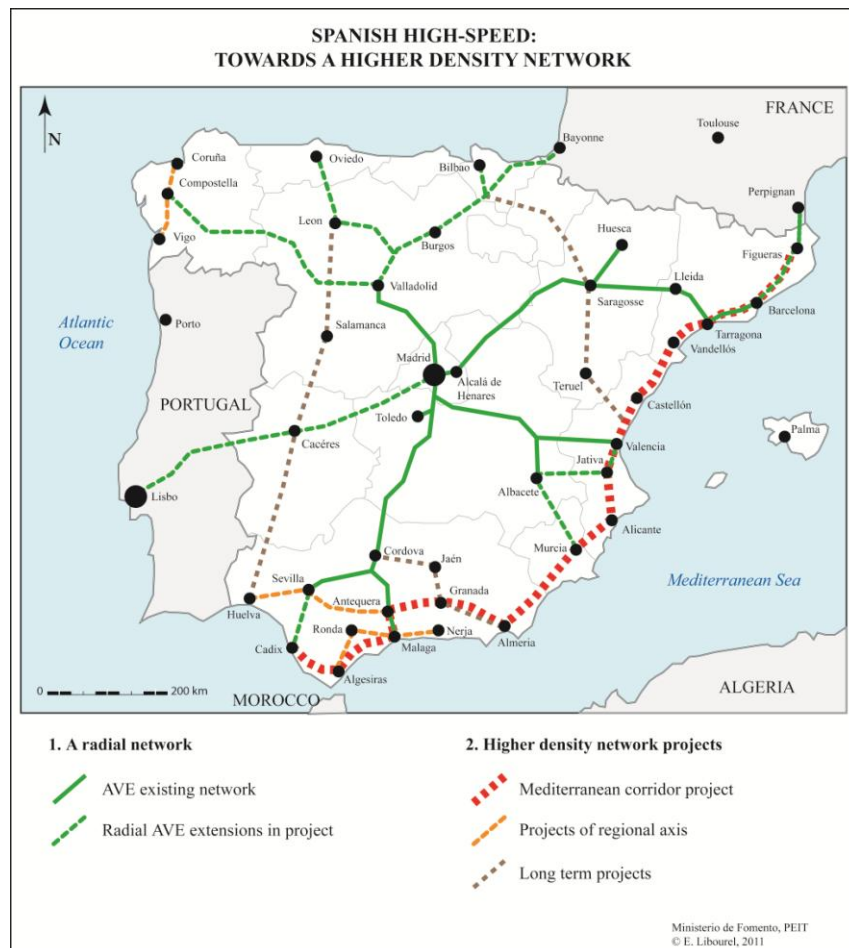 SPANISH HIGH-SPEED:
TOWARDS A HIGHER DENSITY NETWORK
N
FRANCE
Toulouse
Bayonne
Coruña
Oviedo
Bilbao
Compostella
Perpignan
Leon
Huesca
Burgos
Figueras
Vigo
Lleida
Valladolid
Saragosse
Barcelona
Atlantic
Ocean
Porto
Tarragona
Salamanca
Vandellós
Madrid
Alcalá de
Henares
Teruel
PORTUGAL
Castellón
Toledo
Palma
Cacéres
Valencia
Jativa
Lisbo
Albacete
Alicante
Murcia
Cordova
Jaén
Mediterranean Sea
Sevilla
Granada
Antequera
Huelva
Ronda
Nerja
Almeria
Cadix
Malaga
Algesiras
0
200 km
MOROCCO
ALGERIA
1. A radial network
AVE existing network
Radial AVE extensions in project
2. Higher density network projects
Mediterranean corridor project
Projects of regional axis
Long term projects
Ministerio de Fomento, PEIT
© E. Libourel, 2011